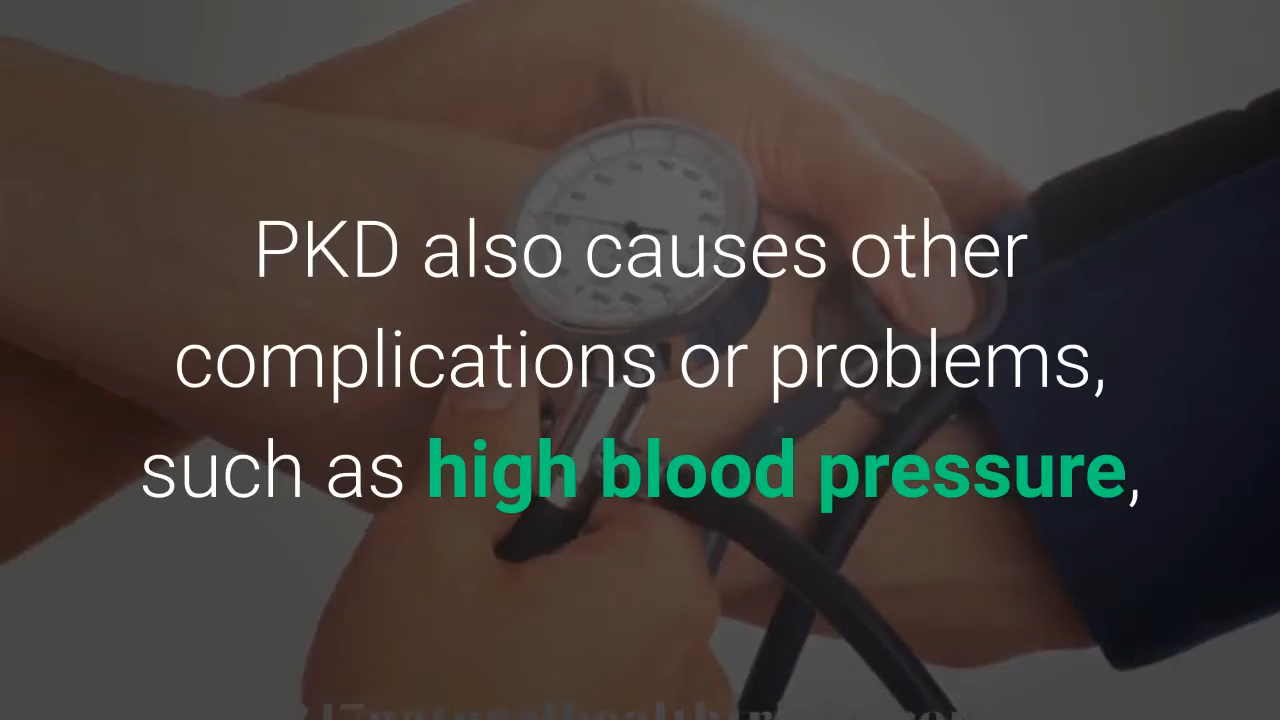 PKD also causes other
complications or problems,
such as high blood pressure,